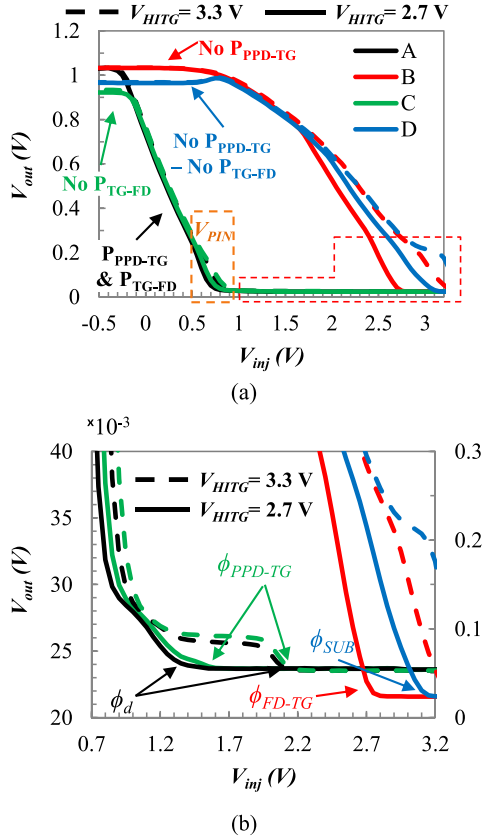 V_HITG = 3.3 V V_HITG = 2.7 V
1.2
1
0.8
0.6
0.4
0.2
0
V_out (V)
No P_PPD-TG
A
B
C
D
No P_PPD-TG
– No P_TG-FD
No P_TG-FD
V_PIN
P_PPD-TG
& P_TG-FD
-0.5 0 0.5 1 1.5 2 2.5 3
V_inj (V)
(a)
×10⁻³
40
35
30
25
20
V_out (V)
V_HITG= 3.3 V
V_HITG= 2.7 V
0.3
0.2
0.1
0
ϕ_PPD-TG
ϕ_SUB
ϕ_d
ϕ_FD-TG
0.7 1.2 1.7 2.2 2.7 3.2
V_inj (V)
(b)